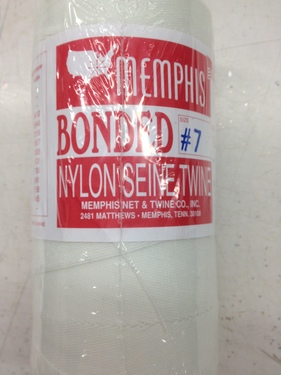 MEMPHIS
BONDED
SIZE
#7
NYLON SEINE TWINE
MEMPHIS NET & TWINE CO., INC.
2481 MATTHEWS • MEMPHIS, TENN.